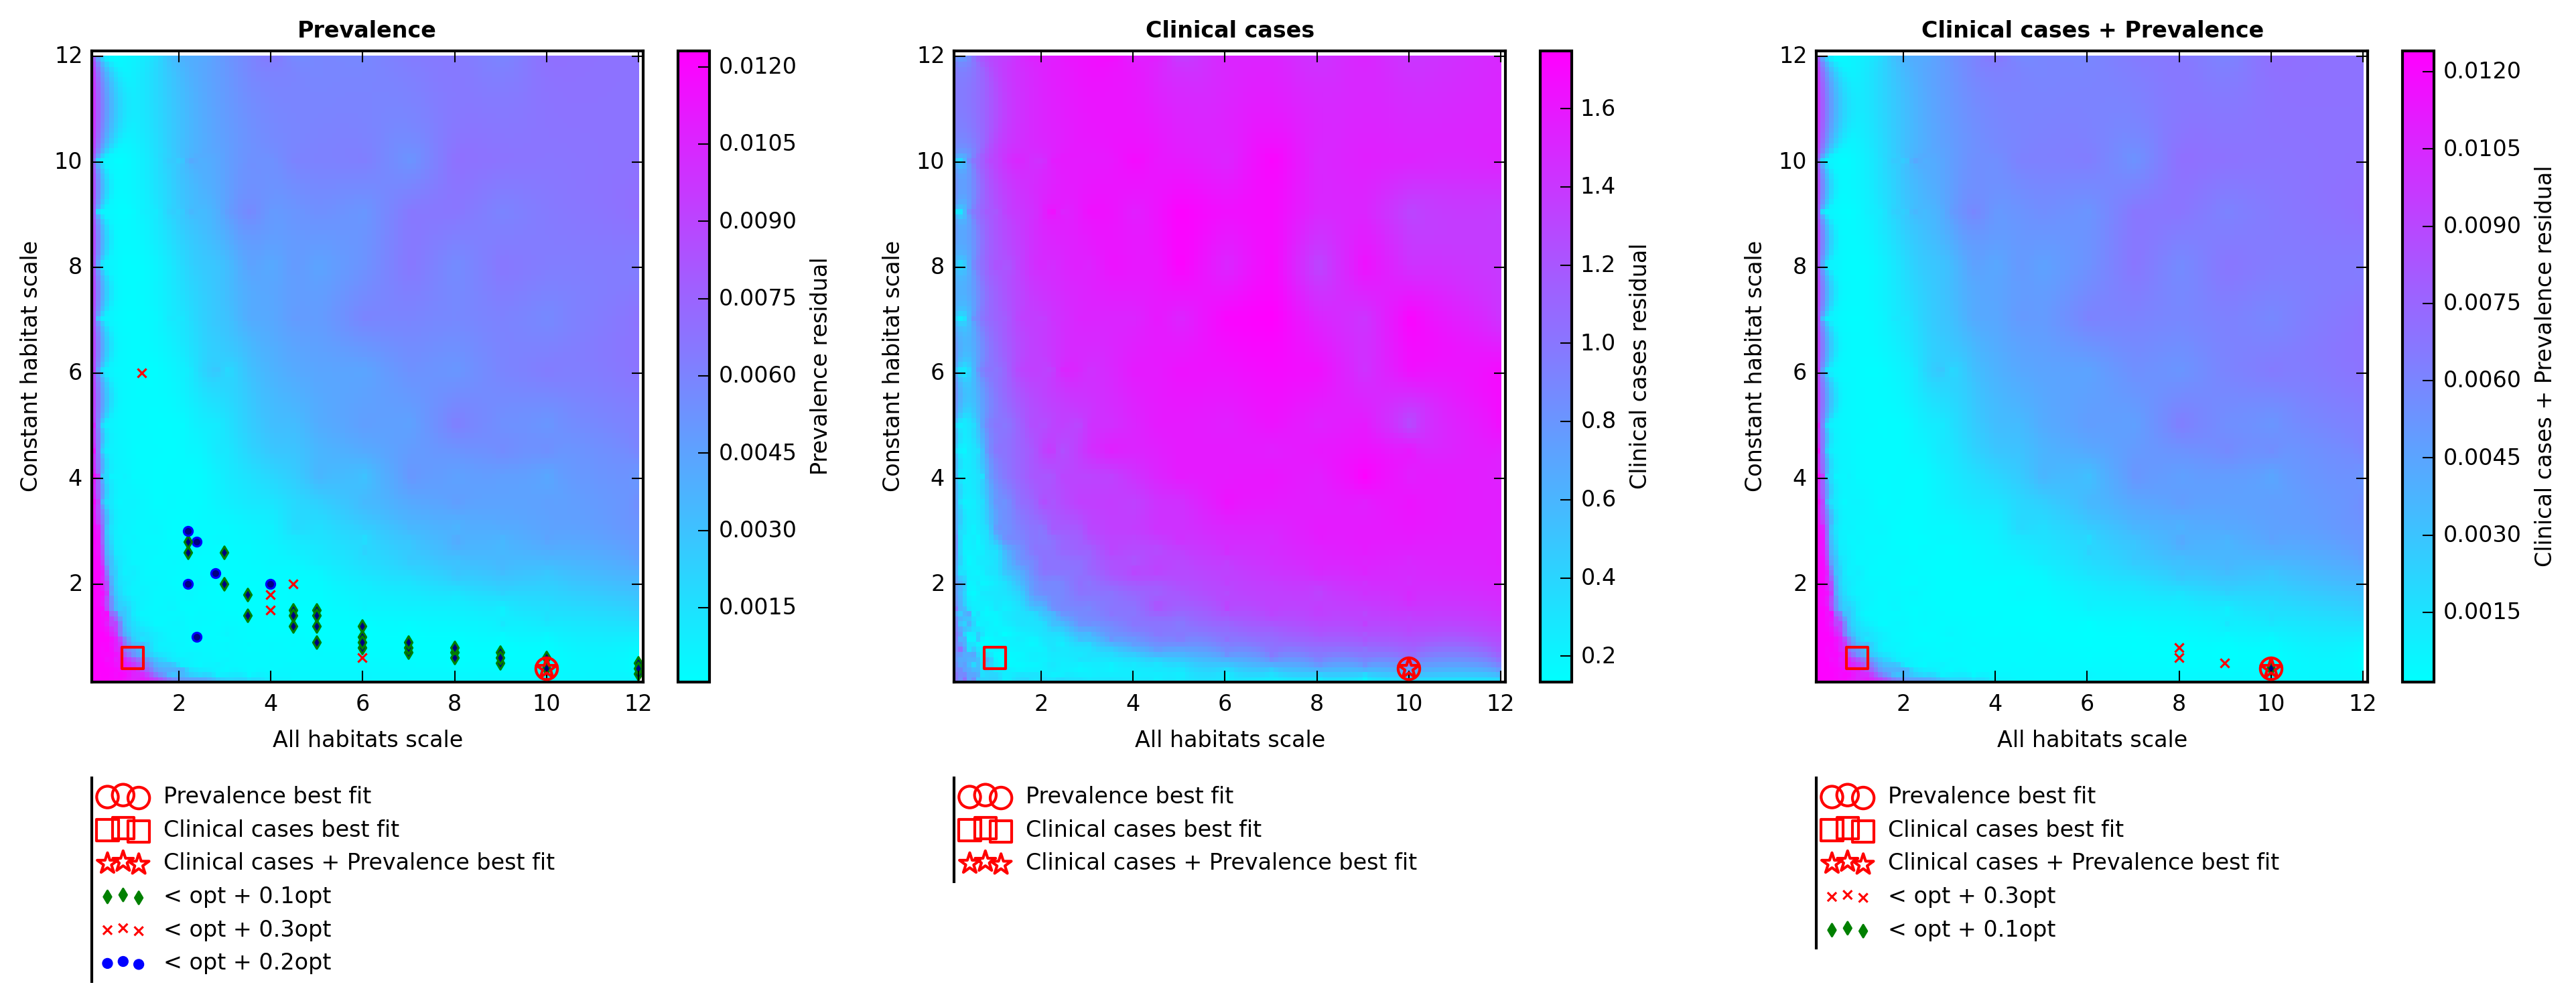 Prevalence
12
10
8
6
4
2
2 4 6 8 10 12
Constant habitat scale
All habitats scale
0.0120
0.0105
0.0090
0.0075
0.0060
0.0045
0.0030
0.0015
Prevalence residual
Prevalence best fit
Clinical cases best fit
Clinical cases + Prevalence best fit
< opt + 0.1opt
< opt + 0.3opt
< opt + 0.2opt
Clinical cases
12
10
8
6
4
2
2 4 6 8 10 12
Constant habitat scale
All habitats scale
1.6
1.4
1.2
1.0
0.8
0.6
0.4
0.2
Clinical cases residual
Prevalence best fit
Clinical cases best fit
Clinical cases + Prevalence best fit
Clinical cases + Prevalence
12
10
8
6
4
2
2 4 6 8 10 12
Constant habitat scale
All habitats scale
0.0120
0.0105
0.0090
0.0075
0.0060
0.0045
0.0030
0.0015
Clinical cases + Prevalence residual
Prevalence best fit
Clinical cases best fit
Clinical cases + Prevalence best fit
< opt + 0.3opt
< opt + 0.1opt